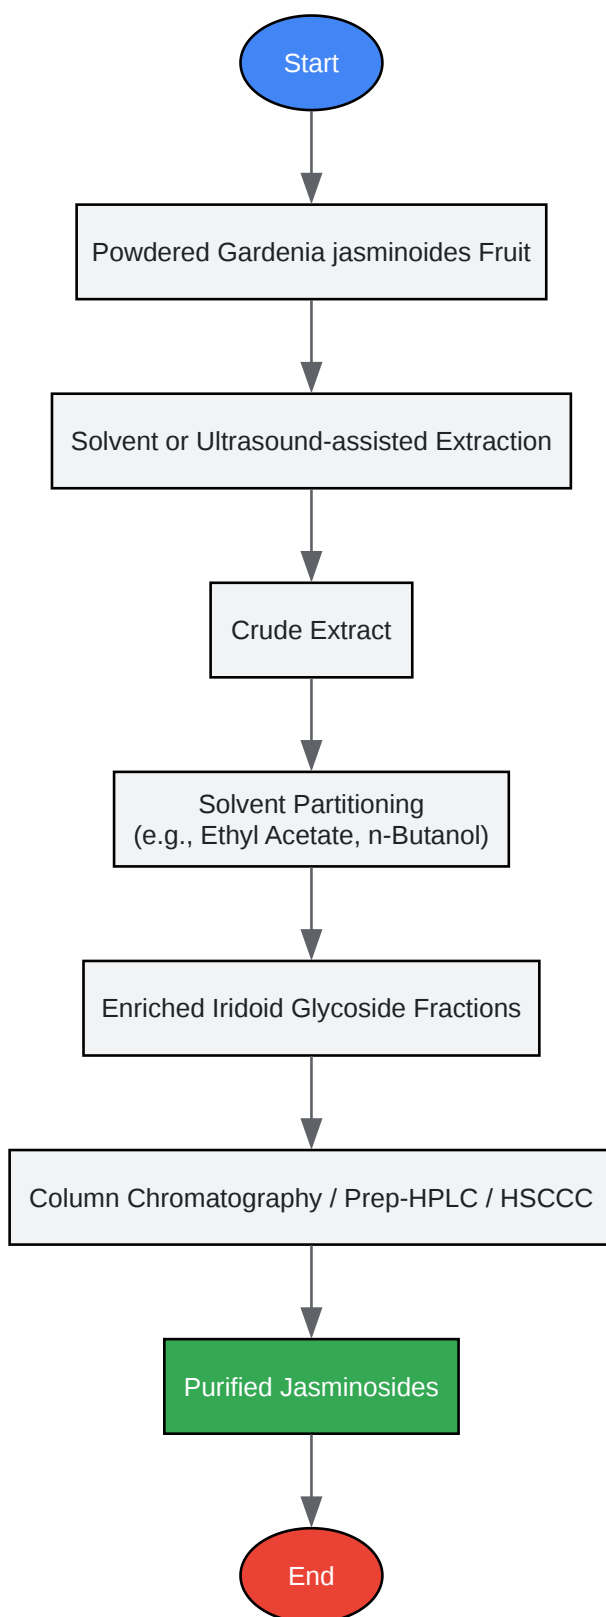 Start
Powdered Gardenia jasminoides Fruit
Solvent or Ultrasound-assisted Extraction
Crude Extract
Solvent Partitioning
(e.g., Ethyl Acetate, n-Butanol)
Enriched Iridoid Glycoside Fractions
Column Chromatography / Prep-HPLC / HSCCC
Purified Jasminosides
End